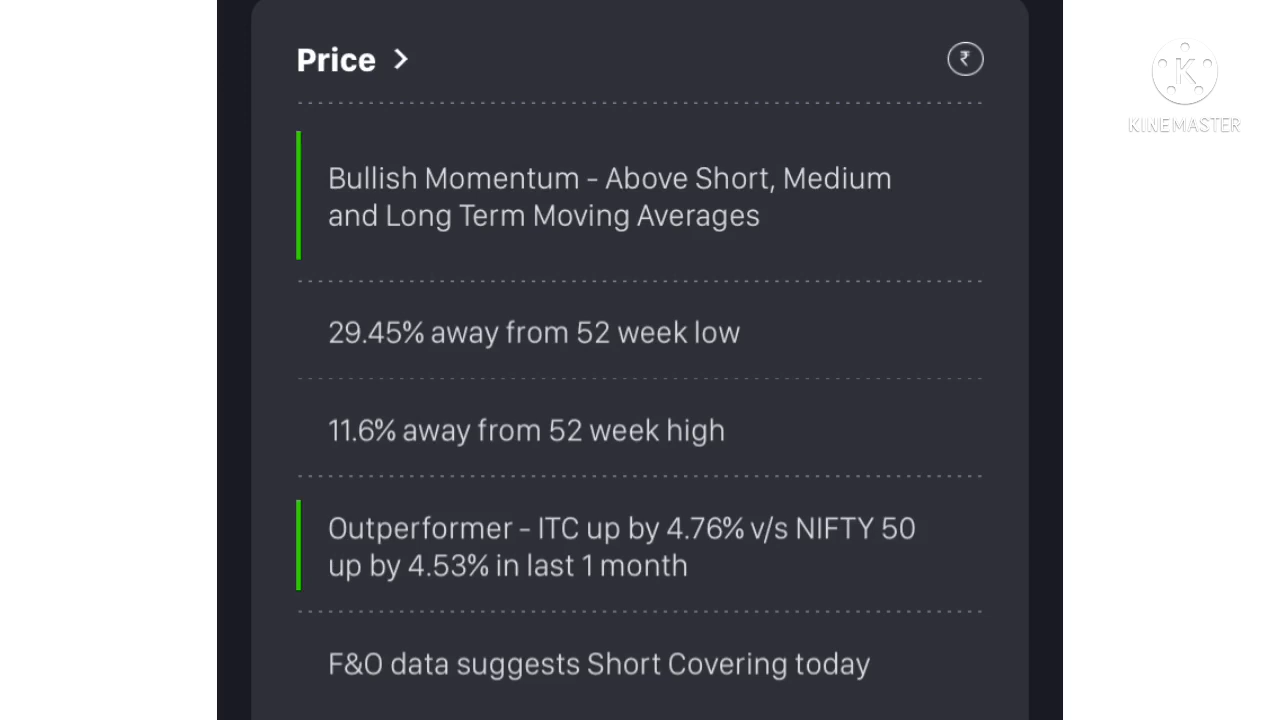 Price >
₹
K
KINEMASTER
Bullish Momentum - Above Short, Medium
and Long Term Moving Averages
29.45% away from 52 week low
11.6% away from 52 week high
Outperformer - ITC up by 4.76% v/s NIFTY 50
up by 4.53% in last 1 month
F&O data suggests Short Covering today